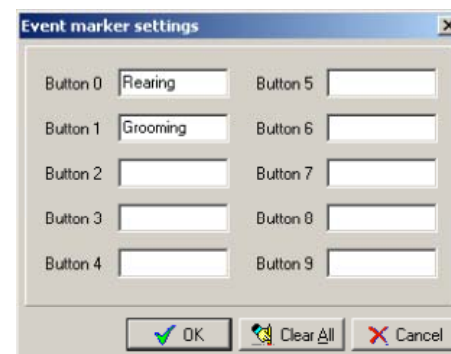 Event marker settings
Button 0 Rearing Button 5
Button 1 Grooming Button 6
Button 2 Button 7
Button 3 Button 8
Button 4 Button 9
OK Clear All Cancel